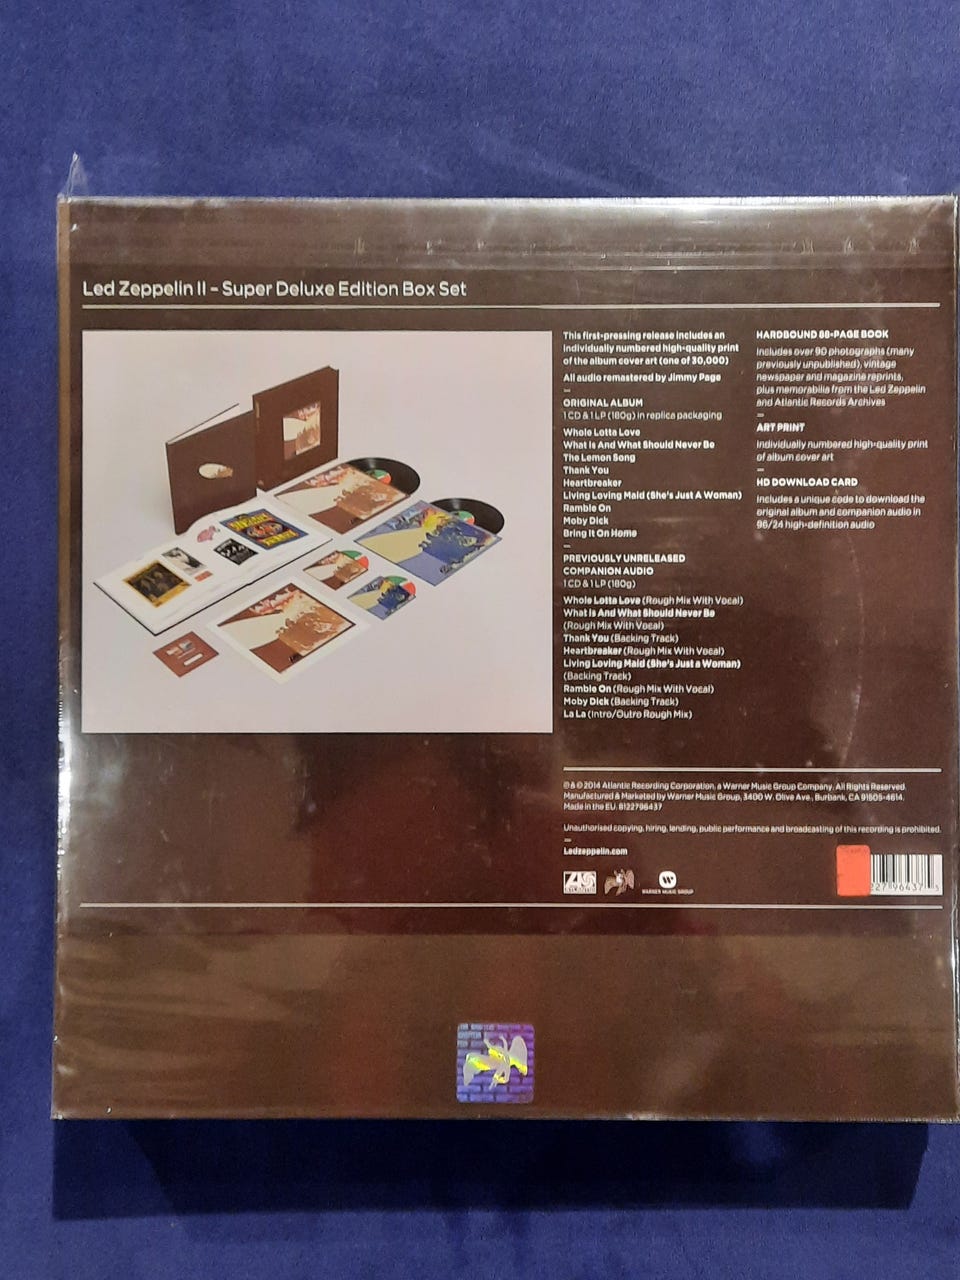 Led Zeppelin II – Super Deluxe Edition Box Set
This first-pressing release includes an
individually numbered high-quality print
of the album cover art (one of 30,000)
All audio remastered by Jimmy Page
—
ORIGINAL ALBUM
1 CD & 1 LP (180g) in replica packaging
Whole Lotta Love
What Is And What Should Never Be
The Lemon Song
Thank You
Heartbreaker
Living Loving Maid (She's Just A Woman)
Ramble On
Moby Dick
Bring It On Home
—
PREVIOUSLY UNRELEASED
COMPANION AUDIO
1 CD & 1 LP (180g)
Whole Lotta Love (Rough Mix With Vocal)
What Is And What Should Never Be
(Rough Mix With Vocal)
Thank You (Backing Track)
Heartbreaker (Rough Mix With Vocal)
Living Loving Maid (She's Just a Woman)
(Backing Track)
Ramble On (Rough Mix With Vocal)
Moby Dick (Backing Track)
La La (Intro/Outro Rough Mix)
HARDBOUND 88-PAGE BOOK
Includes over 90 photographs (many
previously unpublished), vintage
newspaper and magazine reprints,
plus memorabilia from the Led Zeppelin
and Atlantic Records Archives
—
ART PRINT
Individually numbered high-quality print
of album cover art
—
HD DOWNLOAD CARD
Includes a unique code to download the
original album and companion audio in
96/24 high-definition audio
℗ & © 2014 Atlantic Recording Corporation, a Warner Music Group Company. All Rights Reserved.
Manufactured & Marketed by Warner Music Group, 3400 W. Olive Ave., Burbank, CA 91505-4614.
Made in the EU. 8122796437
Unauthorised copying, hiring, lending, public performance and broadcasting of this recording is prohibited.
—
Ledzeppelin.com
ATLANTIC
WARNER MUSIC GROUP
227 96437 3